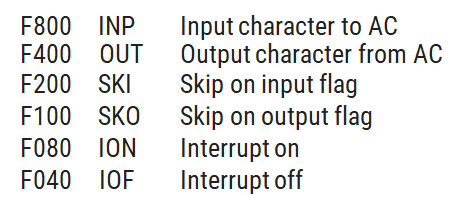 F800 INP Input character to AC
F400 OUT Output character from AC
F200 SKI Skip on input flag
F100 SKO Skip on output flag
F080 ION Interrupt on
F040 IOF Interrupt off